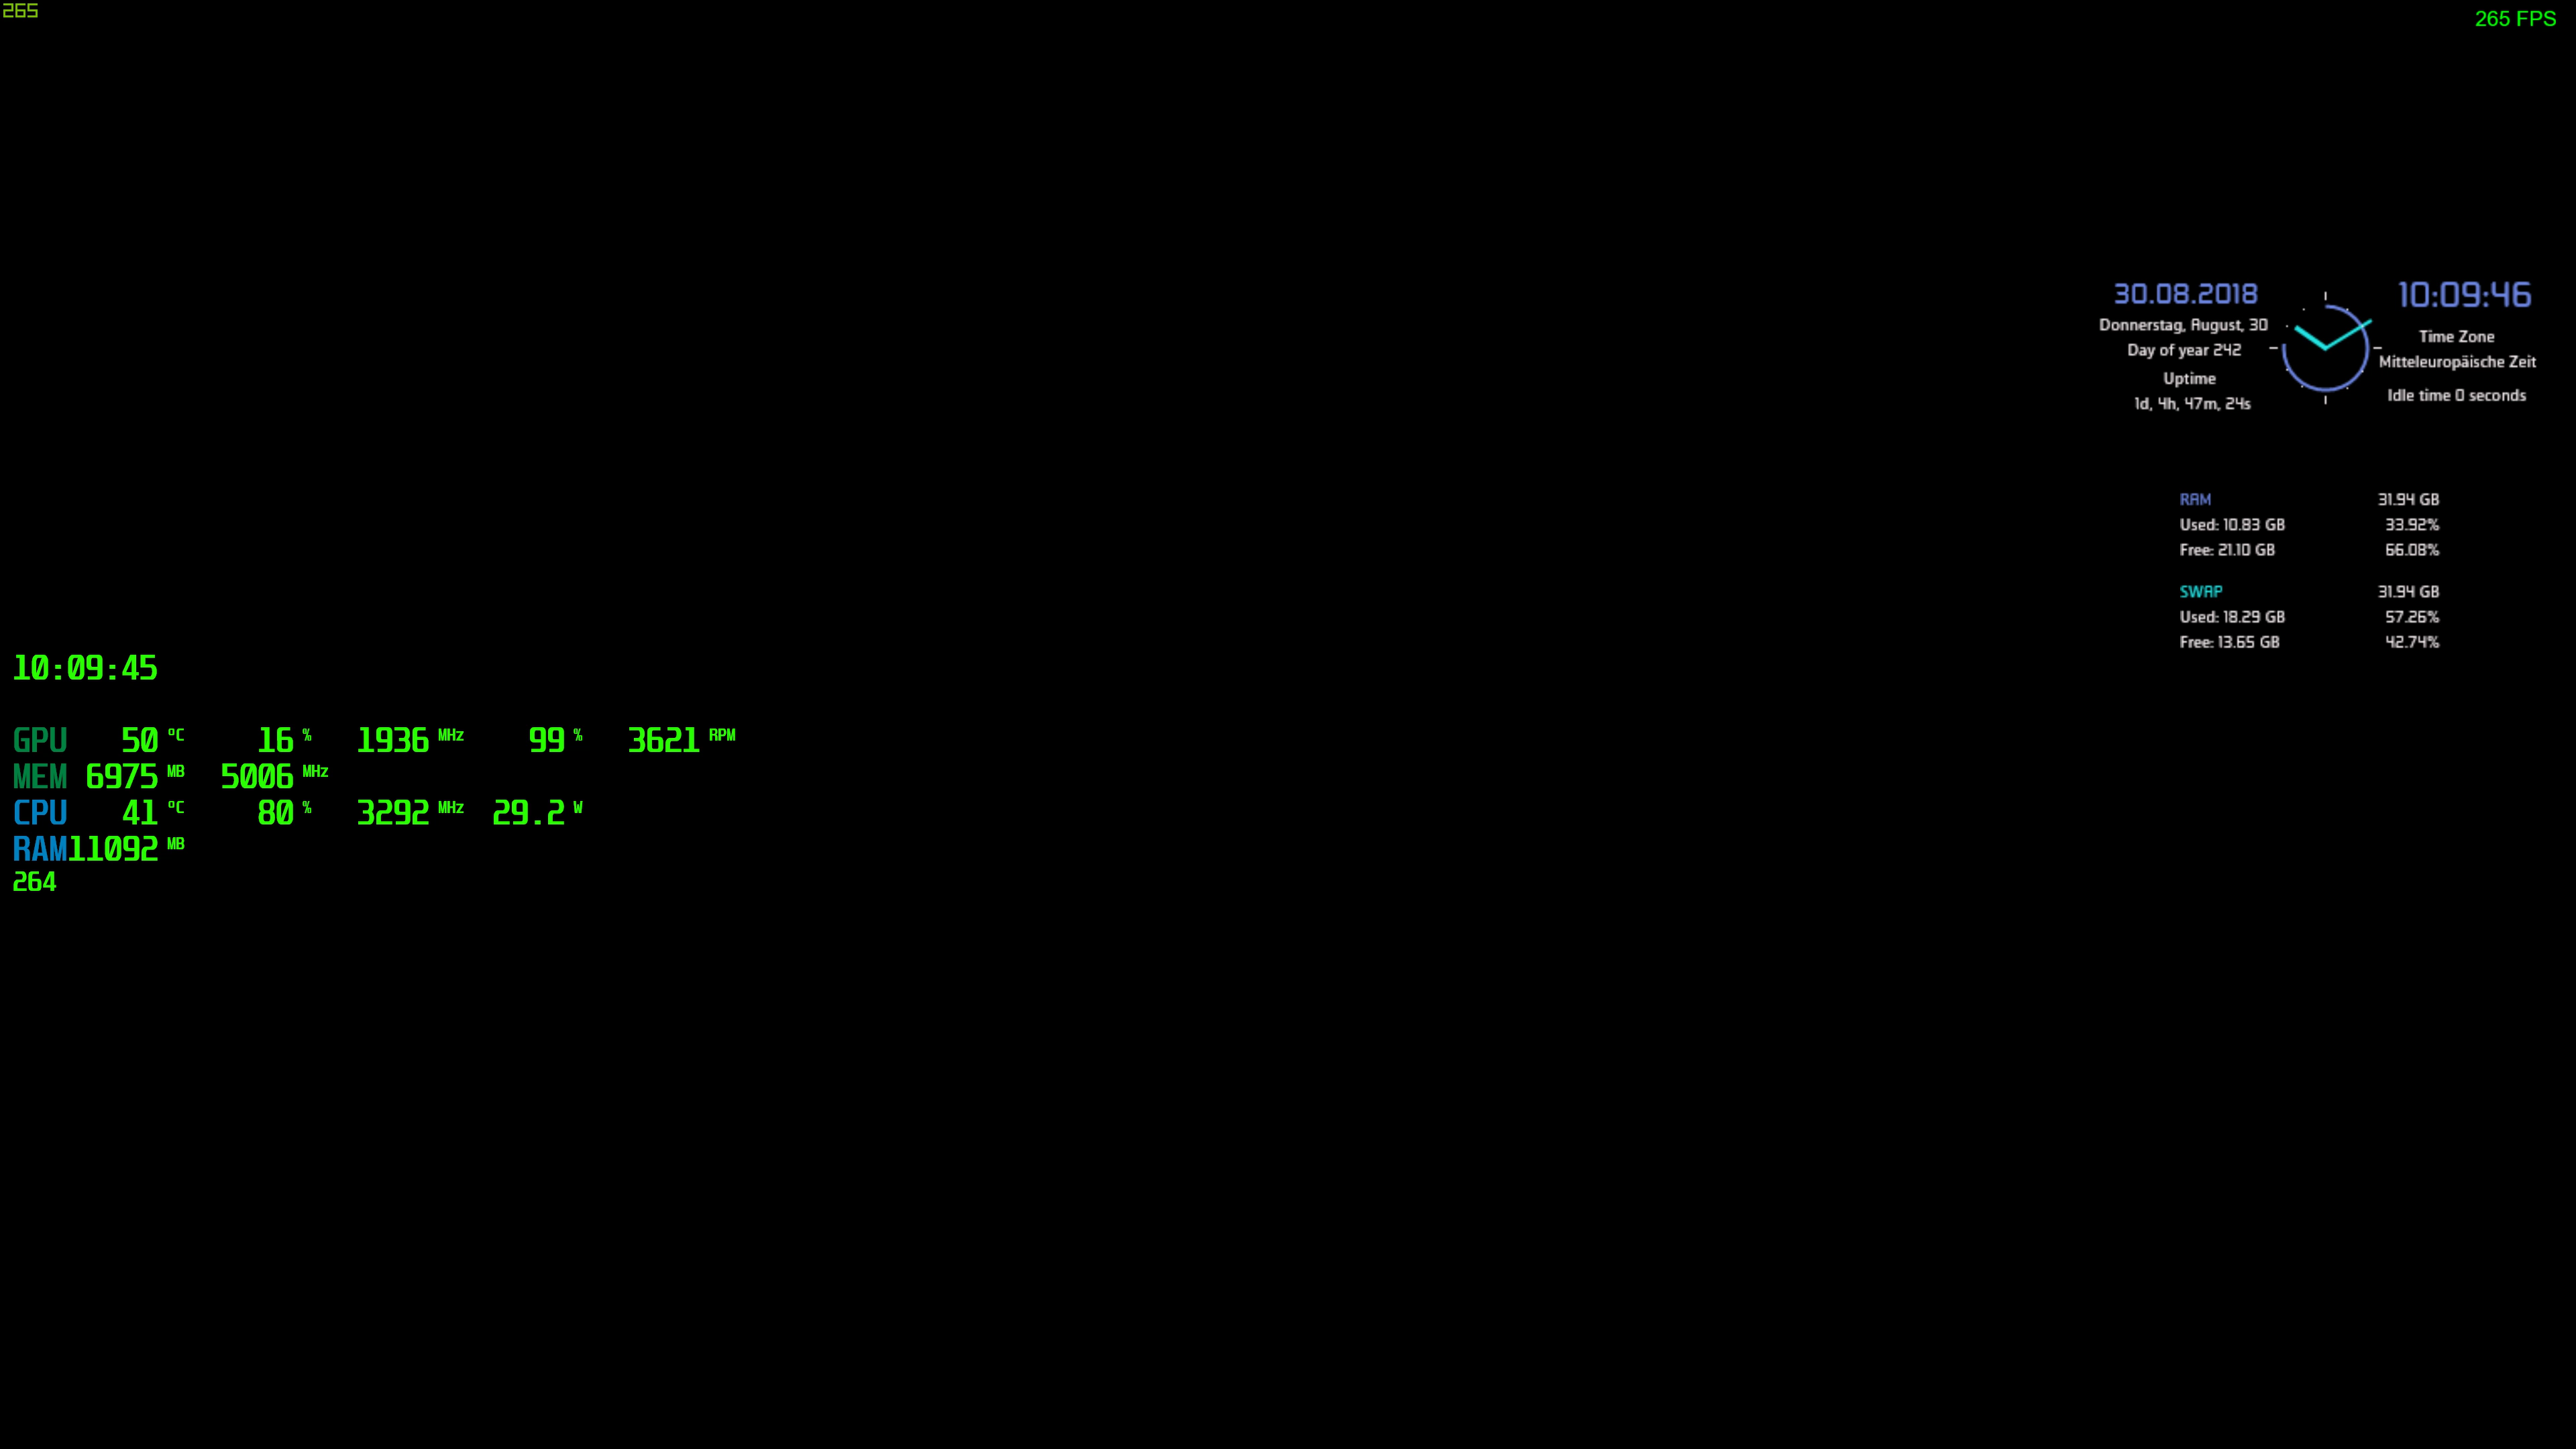 265
265 FPS
30.08.2018
Donnerstag, August, 30
Day of year 242
Uptime
1d, 4h, 47m, 24s
10:09:46
Time Zone
Mitteleuropäische Zeit
Idle time 0 seconds
RAM 31.94 GB
Used: 10.83 GB 33.92%
Free: 21.10 GB 66.08%
SWAP 31.94 GB
Used: 18.29 GB 57.26%
Free: 13.65 GB 42.74%
10:09:45
GPU 50 °C 16 % 1936 MHz 99 % 3621 RPM
MEM 6975 MB 5006 MHz
CPU 41 °C 80 % 3292 MHz 29.2 W
RAM11092 MB
264